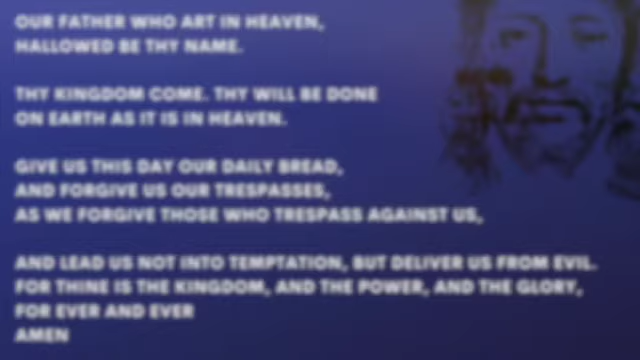 OUR FATHER WHO ART IN HEAVEN,
HALLOWED BE THY NAME.
THY KINGDOM COME. THY WILL BE DONE
ON EARTH AS IT IS IN HEAVEN.
GIVE US THIS DAY OUR DAILY BREAD,
AND FORGIVE US OUR TRESPASSES,
AS WE FORGIVE THOSE WHO TRESPASS AGAINST US,
AND LEAD US NOT INTO TEMPTATION, BUT DELIVER US FROM EVIL.
FOR THINE IS THE KINGDOM, AND THE POWER, AND THE GLORY,
FOR EVER AND EVER
AMEN